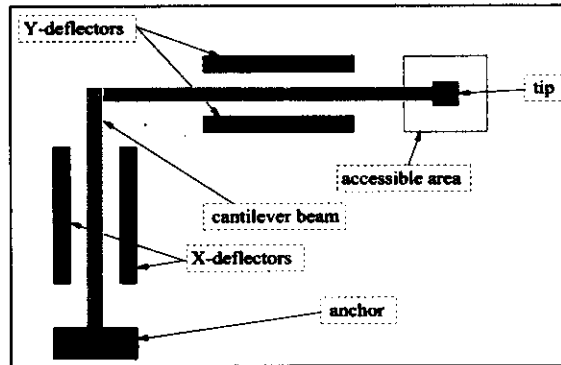 Y-deflectors
tip
accessible area
cantilever beam
X-deflectors
anchor